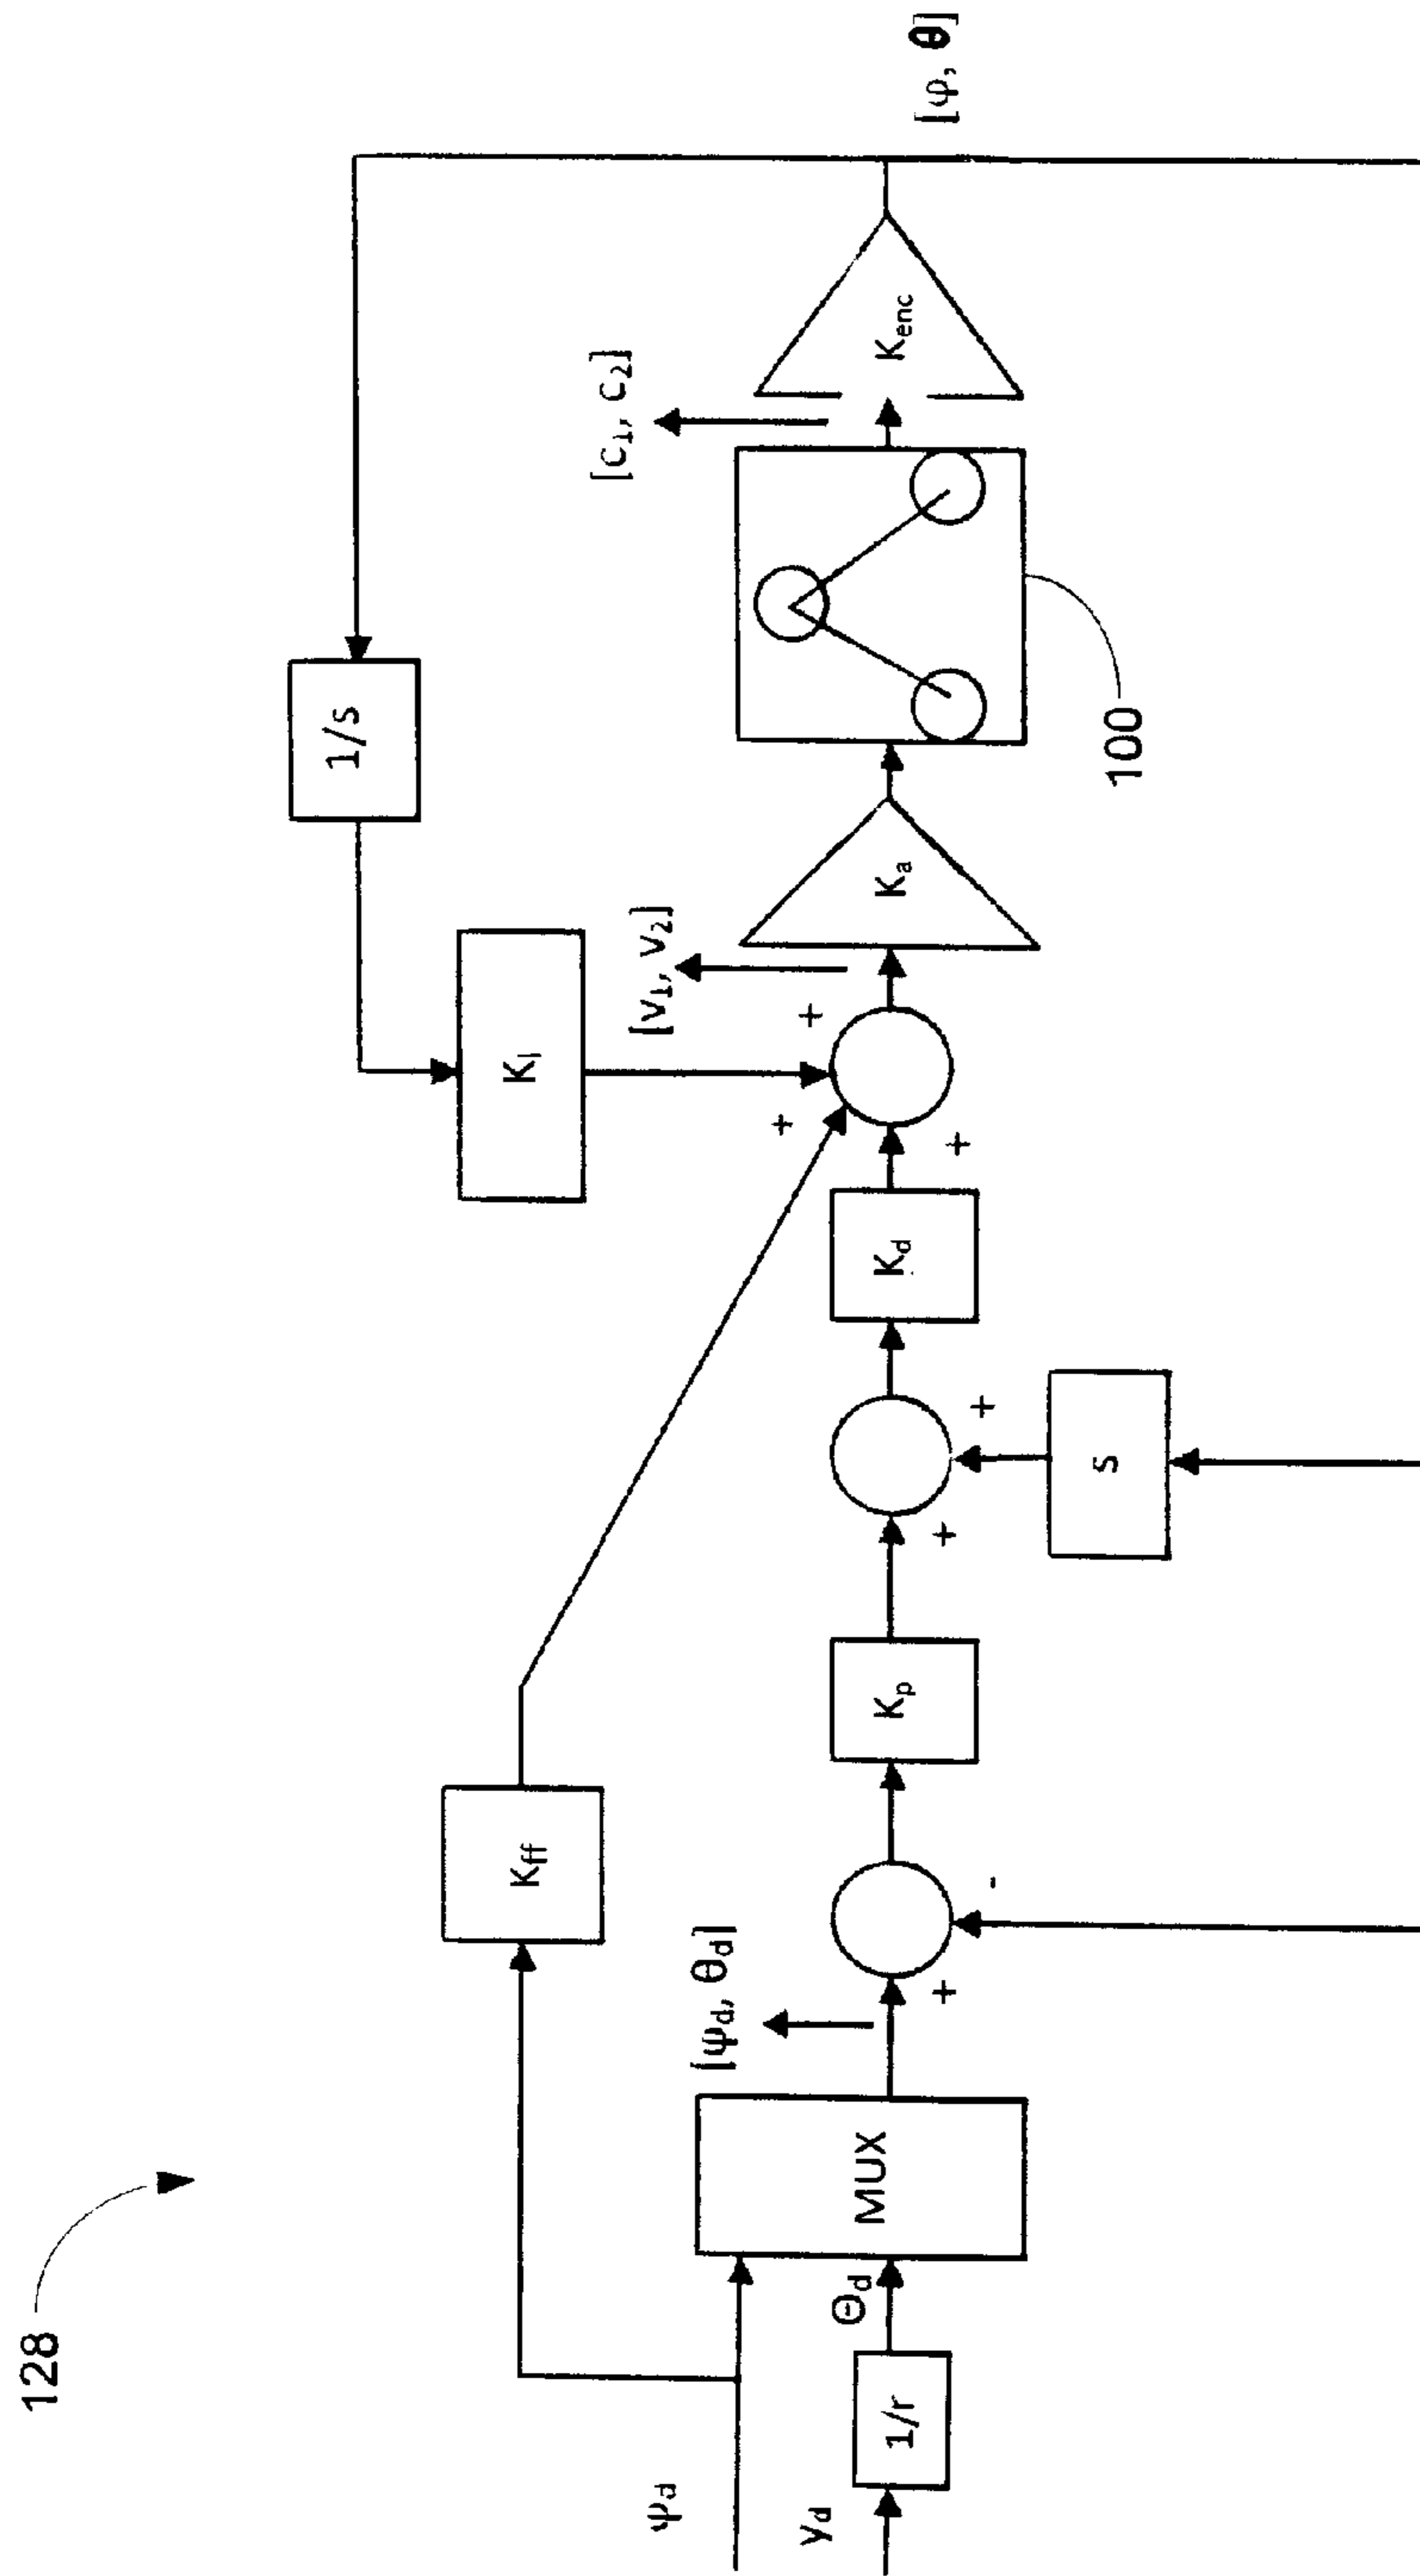 128
ψd
yd
1/r
Θd
MUX
[ψd, θd]
+
-
Kff
Kp
+
+
s
Kd
+
+
+
Ki
1/s
[v1, v2]
Ka
100
[c1, c2]
Kenc
[φ, θ]